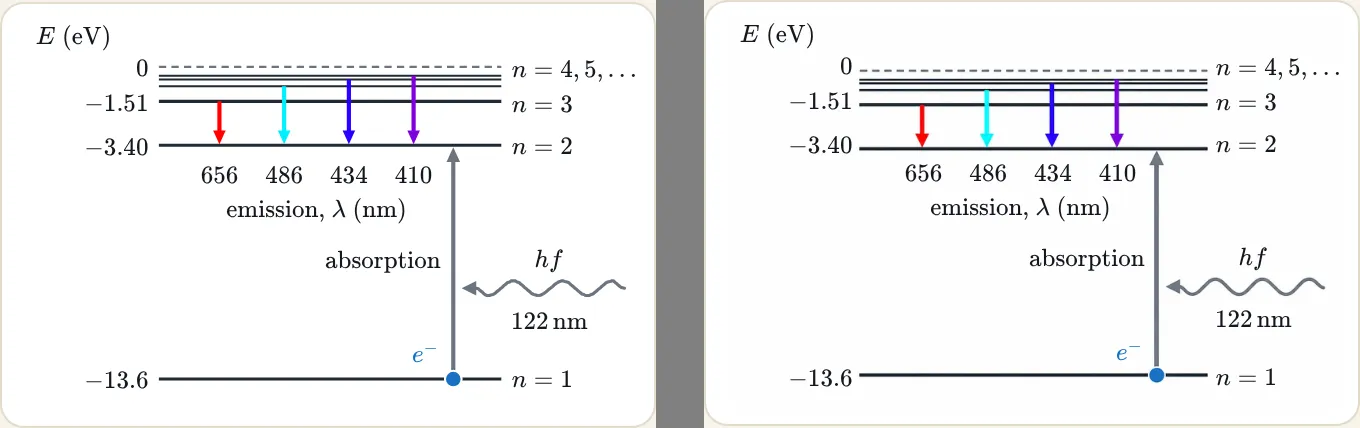 E (eV)
0
n = 4, 5, ...
−1.51
n = 3
−3.40
n = 2
656 486 434 410
emission, λ (nm)
absorption
hf
122 nm
e⁻
−13.6
n = 1
E (eV)
0
n = 4, 5, ...
−1.51
n = 3
−3.40
n = 2
656 486 434 410
emission, λ (nm)
absorption
hf
122 nm
e⁻
−13.6
n = 1